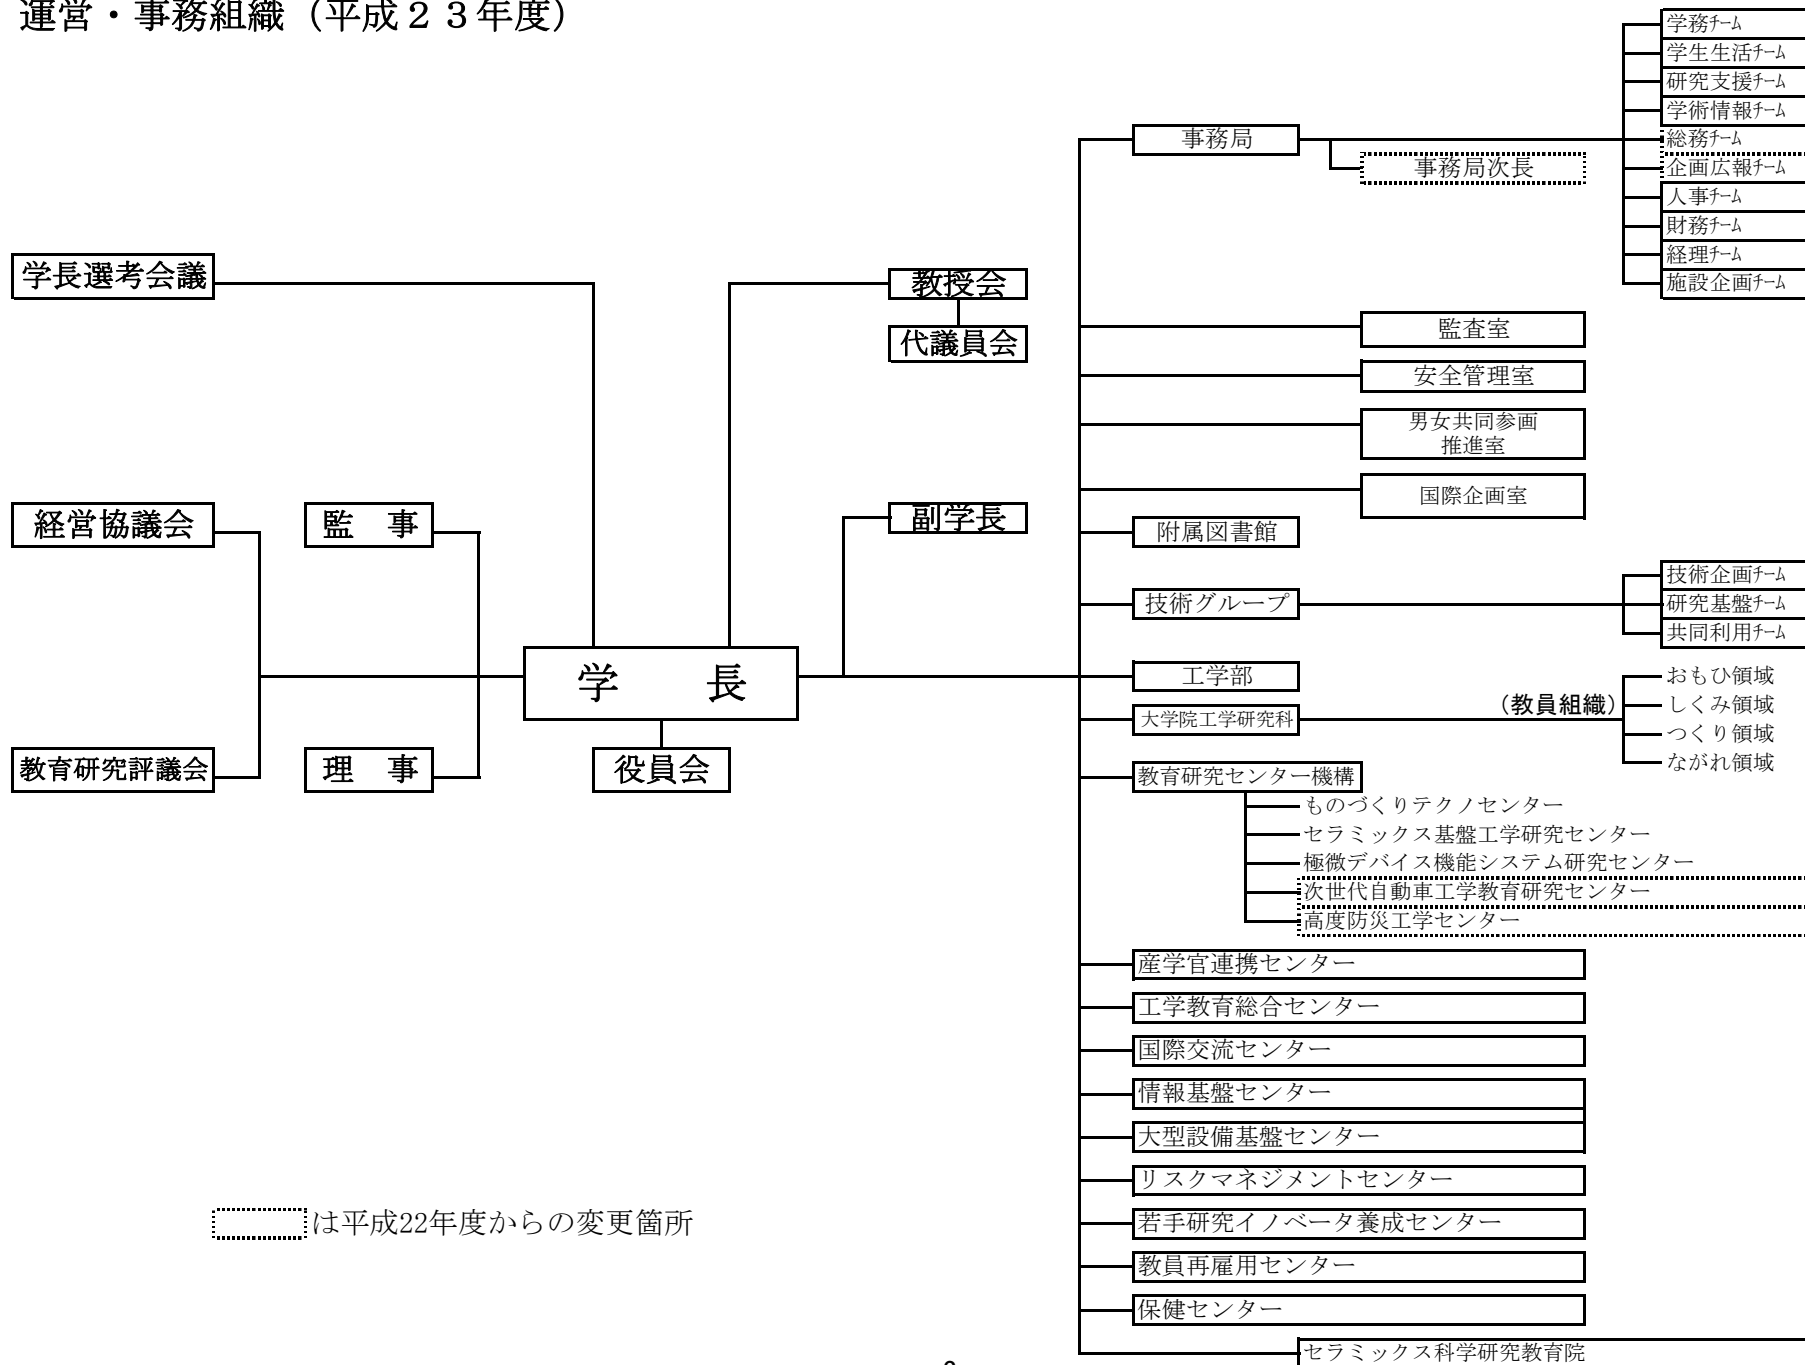 運営・事務組織（平成２３年度）
学長選考会議
経営協議会
教育研究評議会
監　事
理　事
学　長
役員会
教授会
代議員会
副学長
事務局
事務局次長
学務ﾁｰﾑ
学生生活ﾁｰﾑ
研究支援ﾁｰﾑ
学術情報ﾁｰﾑ
総務ﾁｰﾑ
企画広報ﾁｰﾑ
人事ﾁｰﾑ
財務ﾁｰﾑ
経理ﾁｰﾑ
施設企画ﾁｰﾑ
監査室
安全管理室
男女共同参画
推進室
国際企画室
附属図書館
技術グループ
技術企画ﾁｰﾑ
研究基盤ﾁｰﾑ
共同利用ﾁｰﾑ
工学部
大学院工学研究科
（教員組織）
おもひ領域
しくみ領域
つくり領域
ながれ領域
教育研究センター機構
ものづくりテクノセンター
セラミックス基盤工学研究センター
極微デバイス機能システム研究センター
次世代自動車工学教育研究センター
高度防災工学センター
産学官連携センター
工学教育総合センター
国際交流センター
情報基盤センター
大型設備基盤センター
リスクマネジメントセンター
若手研究イノベータ養成センター
教員再雇用センター
保健センター
セラミックス科学研究教育院
は平成22年度からの変更箇所